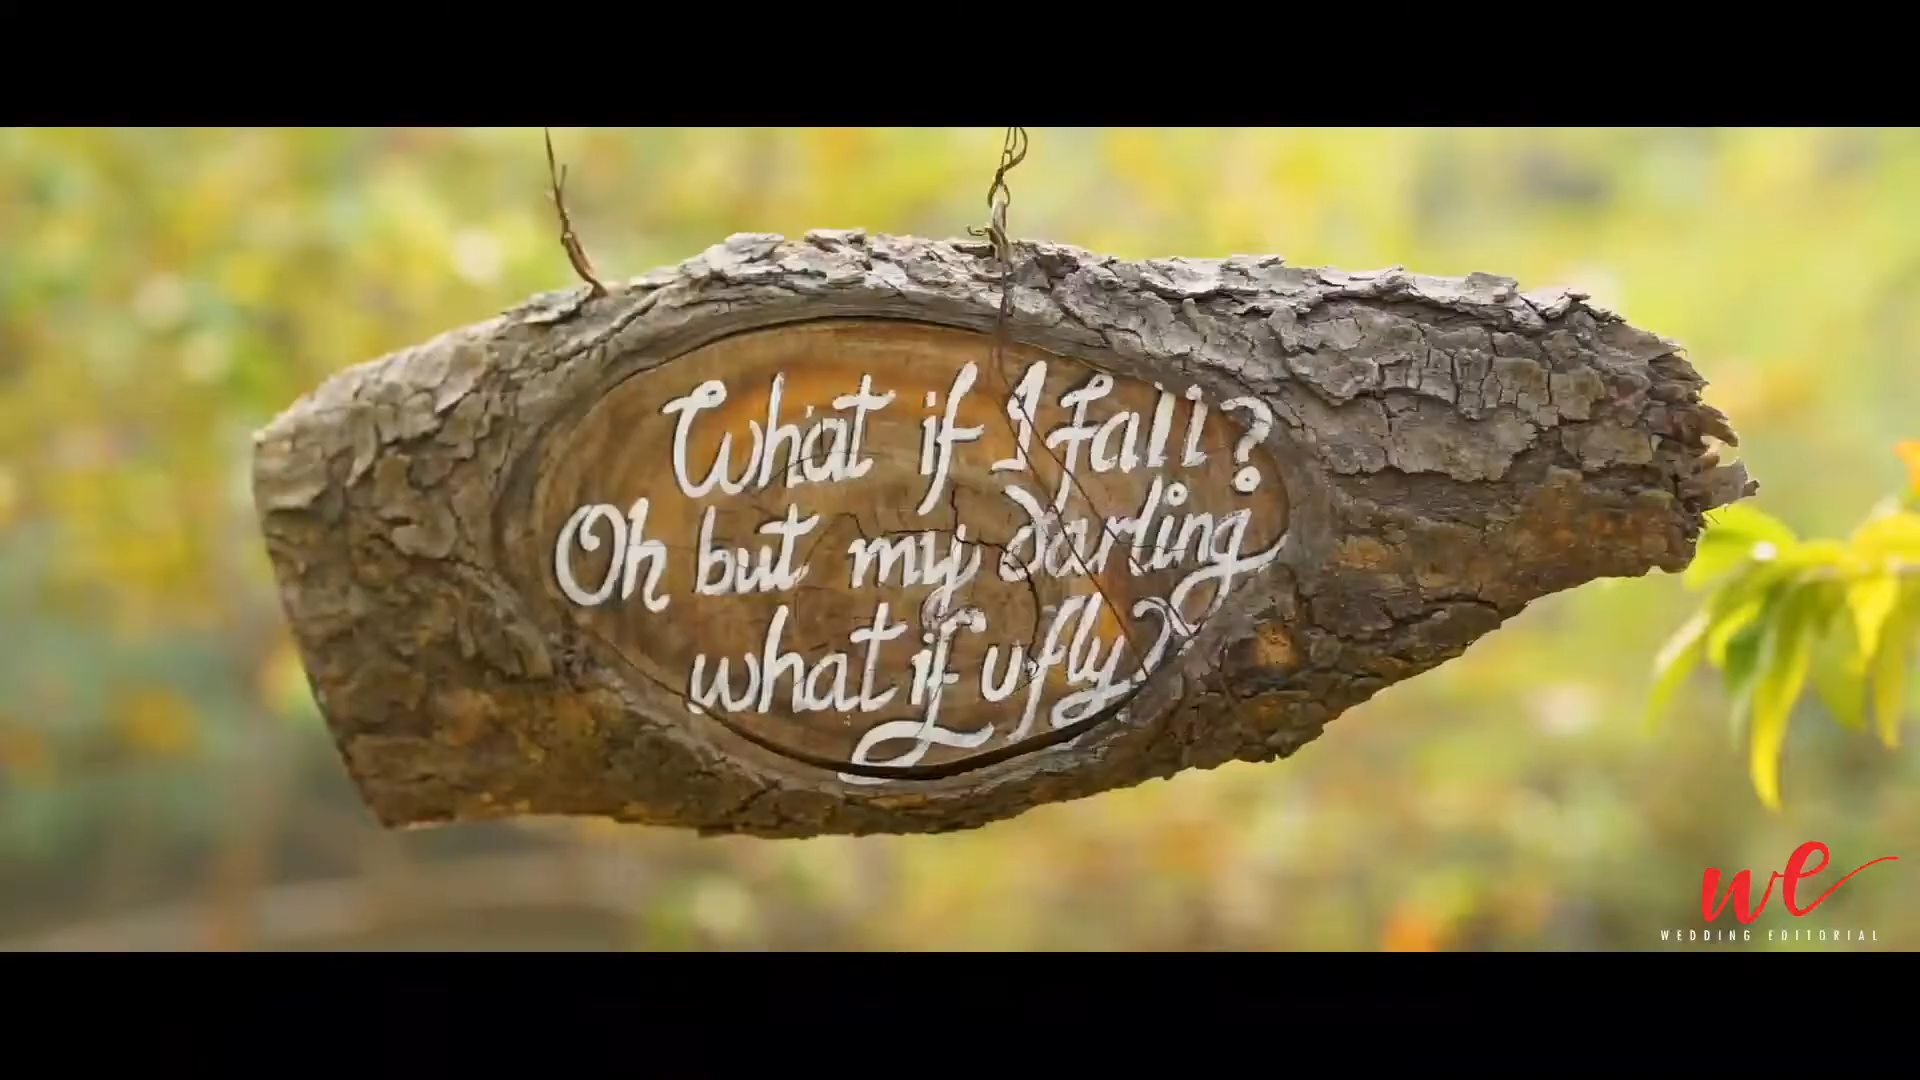 What if I fall?
Oh but my darling
what if u fly?
we
WEDDING EDITORIAL